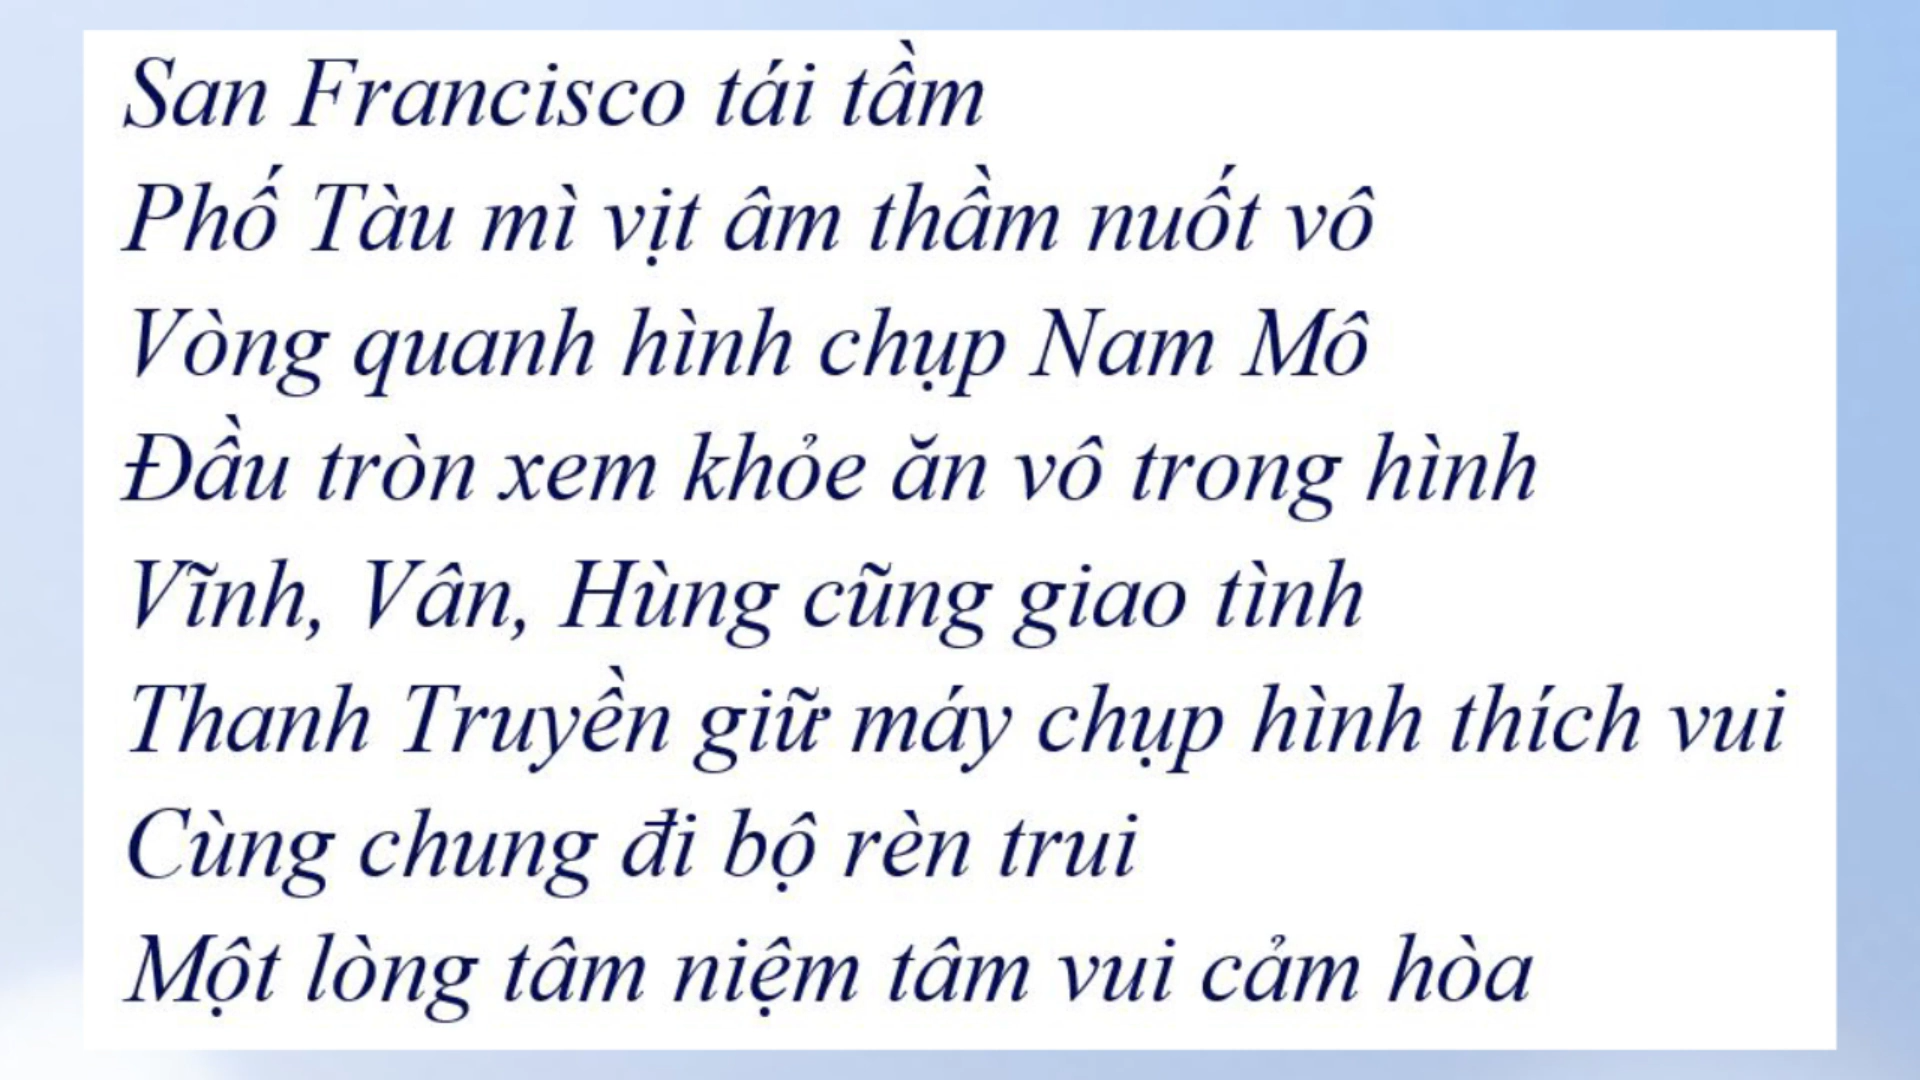 San Francisco tái tầm
Phố Tàu mì vịt âm thầm nuốt vô
Vòng quanh hình chụp Nam Mô
Đầu tròn xem khỏe ăn vô trong hình
Vĩnh, Vân, Hùng cũng giao tình
Thanh Truyền giữ máy chụp hình thích vui
Cùng chung đi bộ rèn trui
Một lòng tâm niệm tâm vui cảm hòa